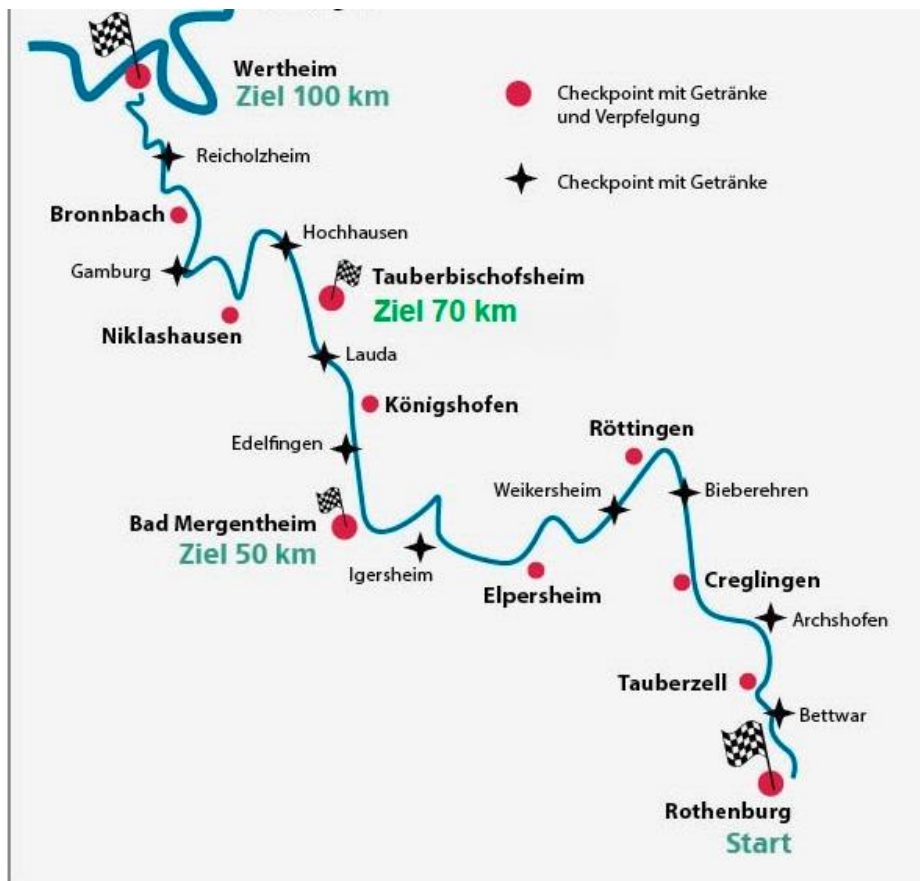 Wertheim
Ziel 100 km
Checkpoint mit Getränke
und Verpfelgung
Reicholzheim
Checkpoint mit Getränke
Bronnbach
Hochhausen
Gamburg
Tauberbischofsheim
Ziel 70 km
Niklashausen
Lauda
Königshofen
Edelfingen
Röttingen
Weikersheim
Bieberehren
Bad Mergentheim
Ziel 50 km
Igersheim
Elpersheim
Creglingen
Archshofen
Tauberzell
Bettwar
Rothenburg
Start